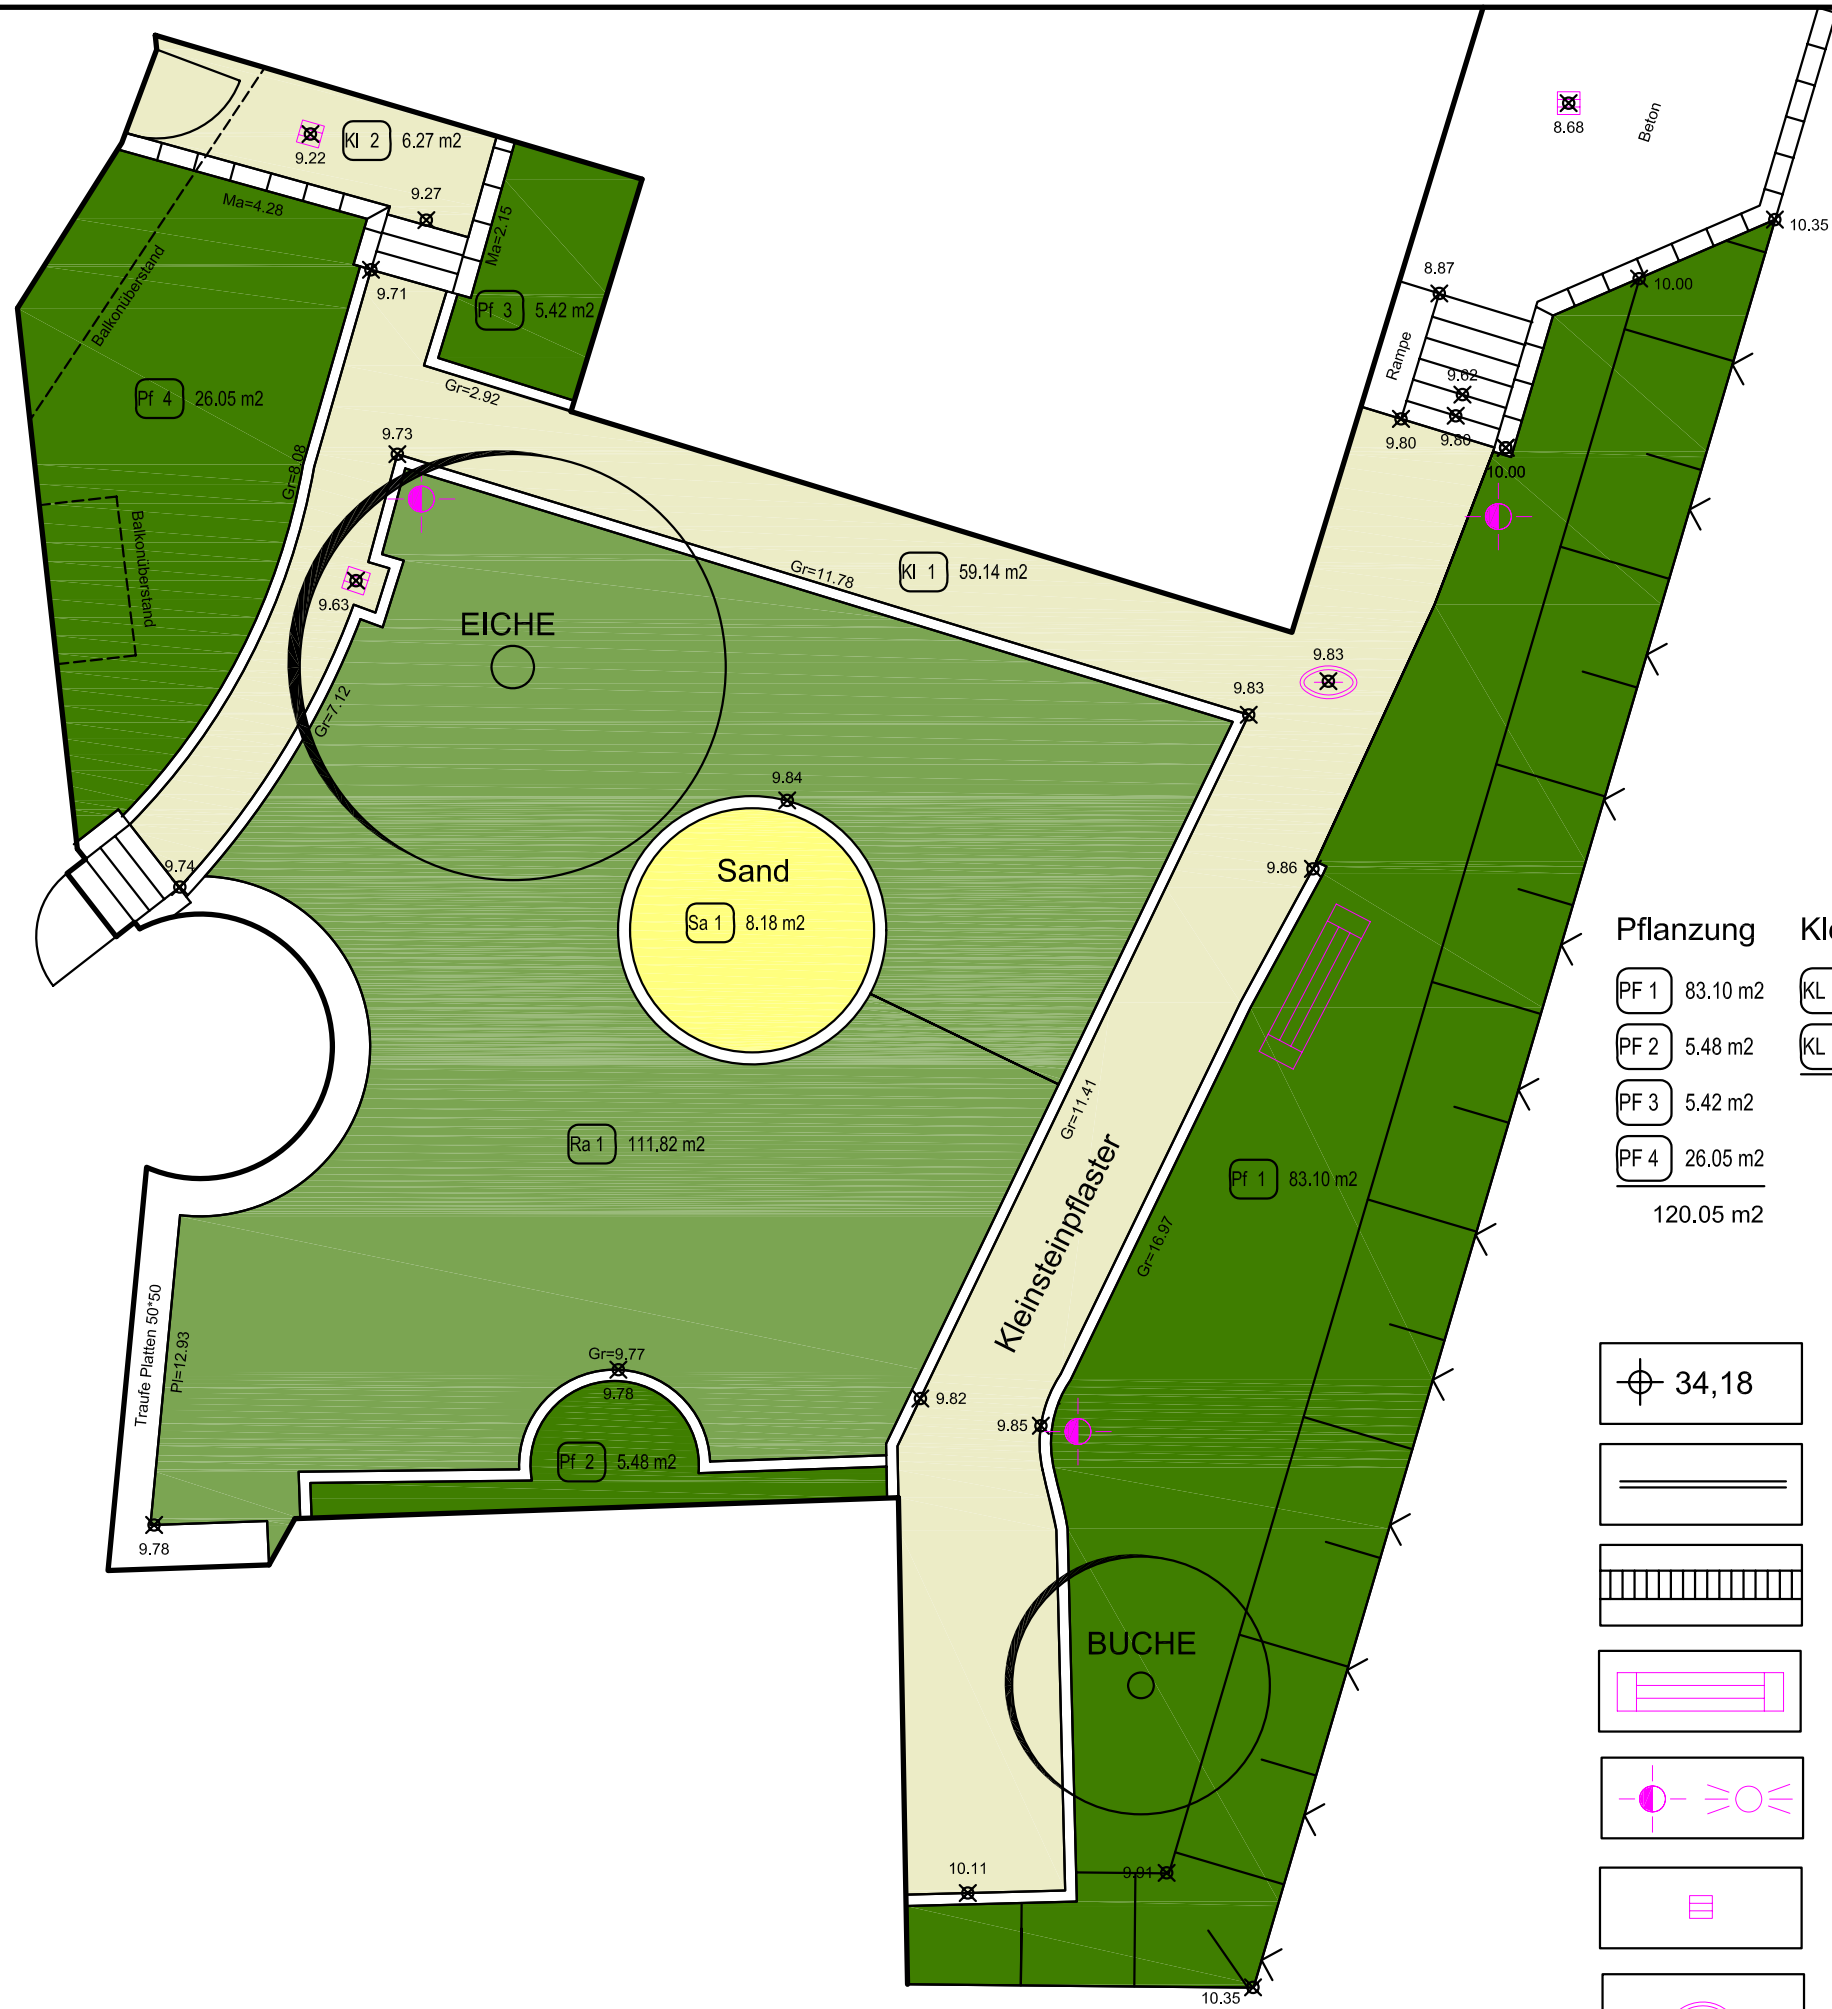 8.68
Beton
Kl 2 6.27 m2
9.22
9.27
Ma=4.28
Ma=2.15
10.35
Balkonüberstand
9.71
8.87
10.00
Pf 3 5.42 m2
Rampe
9.62
Gr=2.92
Pf 4 26.05 m2
9.73
9.80
9.80
10.00
Gr=8.08
Balkonüberstand
Gr=11.78
Kl 1 59.14 m2
9.63
EICHE
9.83
9.83
Gr=7.12
9.84
Sand
9.74
9.86
Sa 1 8.18 m2
Pflanzung
PF 1 83.10 m2
KL
PF 2 5.48 m2
KL
PF 3 5.42 m2
PF 4 26.05 m2
120.05 m2
Gr=11.41
Ra 1 111.82 m2
Kleinsteinpflaster
Pf 1 83.10 m2
Gr=16.97
Traufe Platten 50*50
Pl=12.93
Gr=9.77
9.78
34,18
9.82
9.85
Pf 2 5.48 m2
9.78
BUCHE
10.11
9.91
10.35